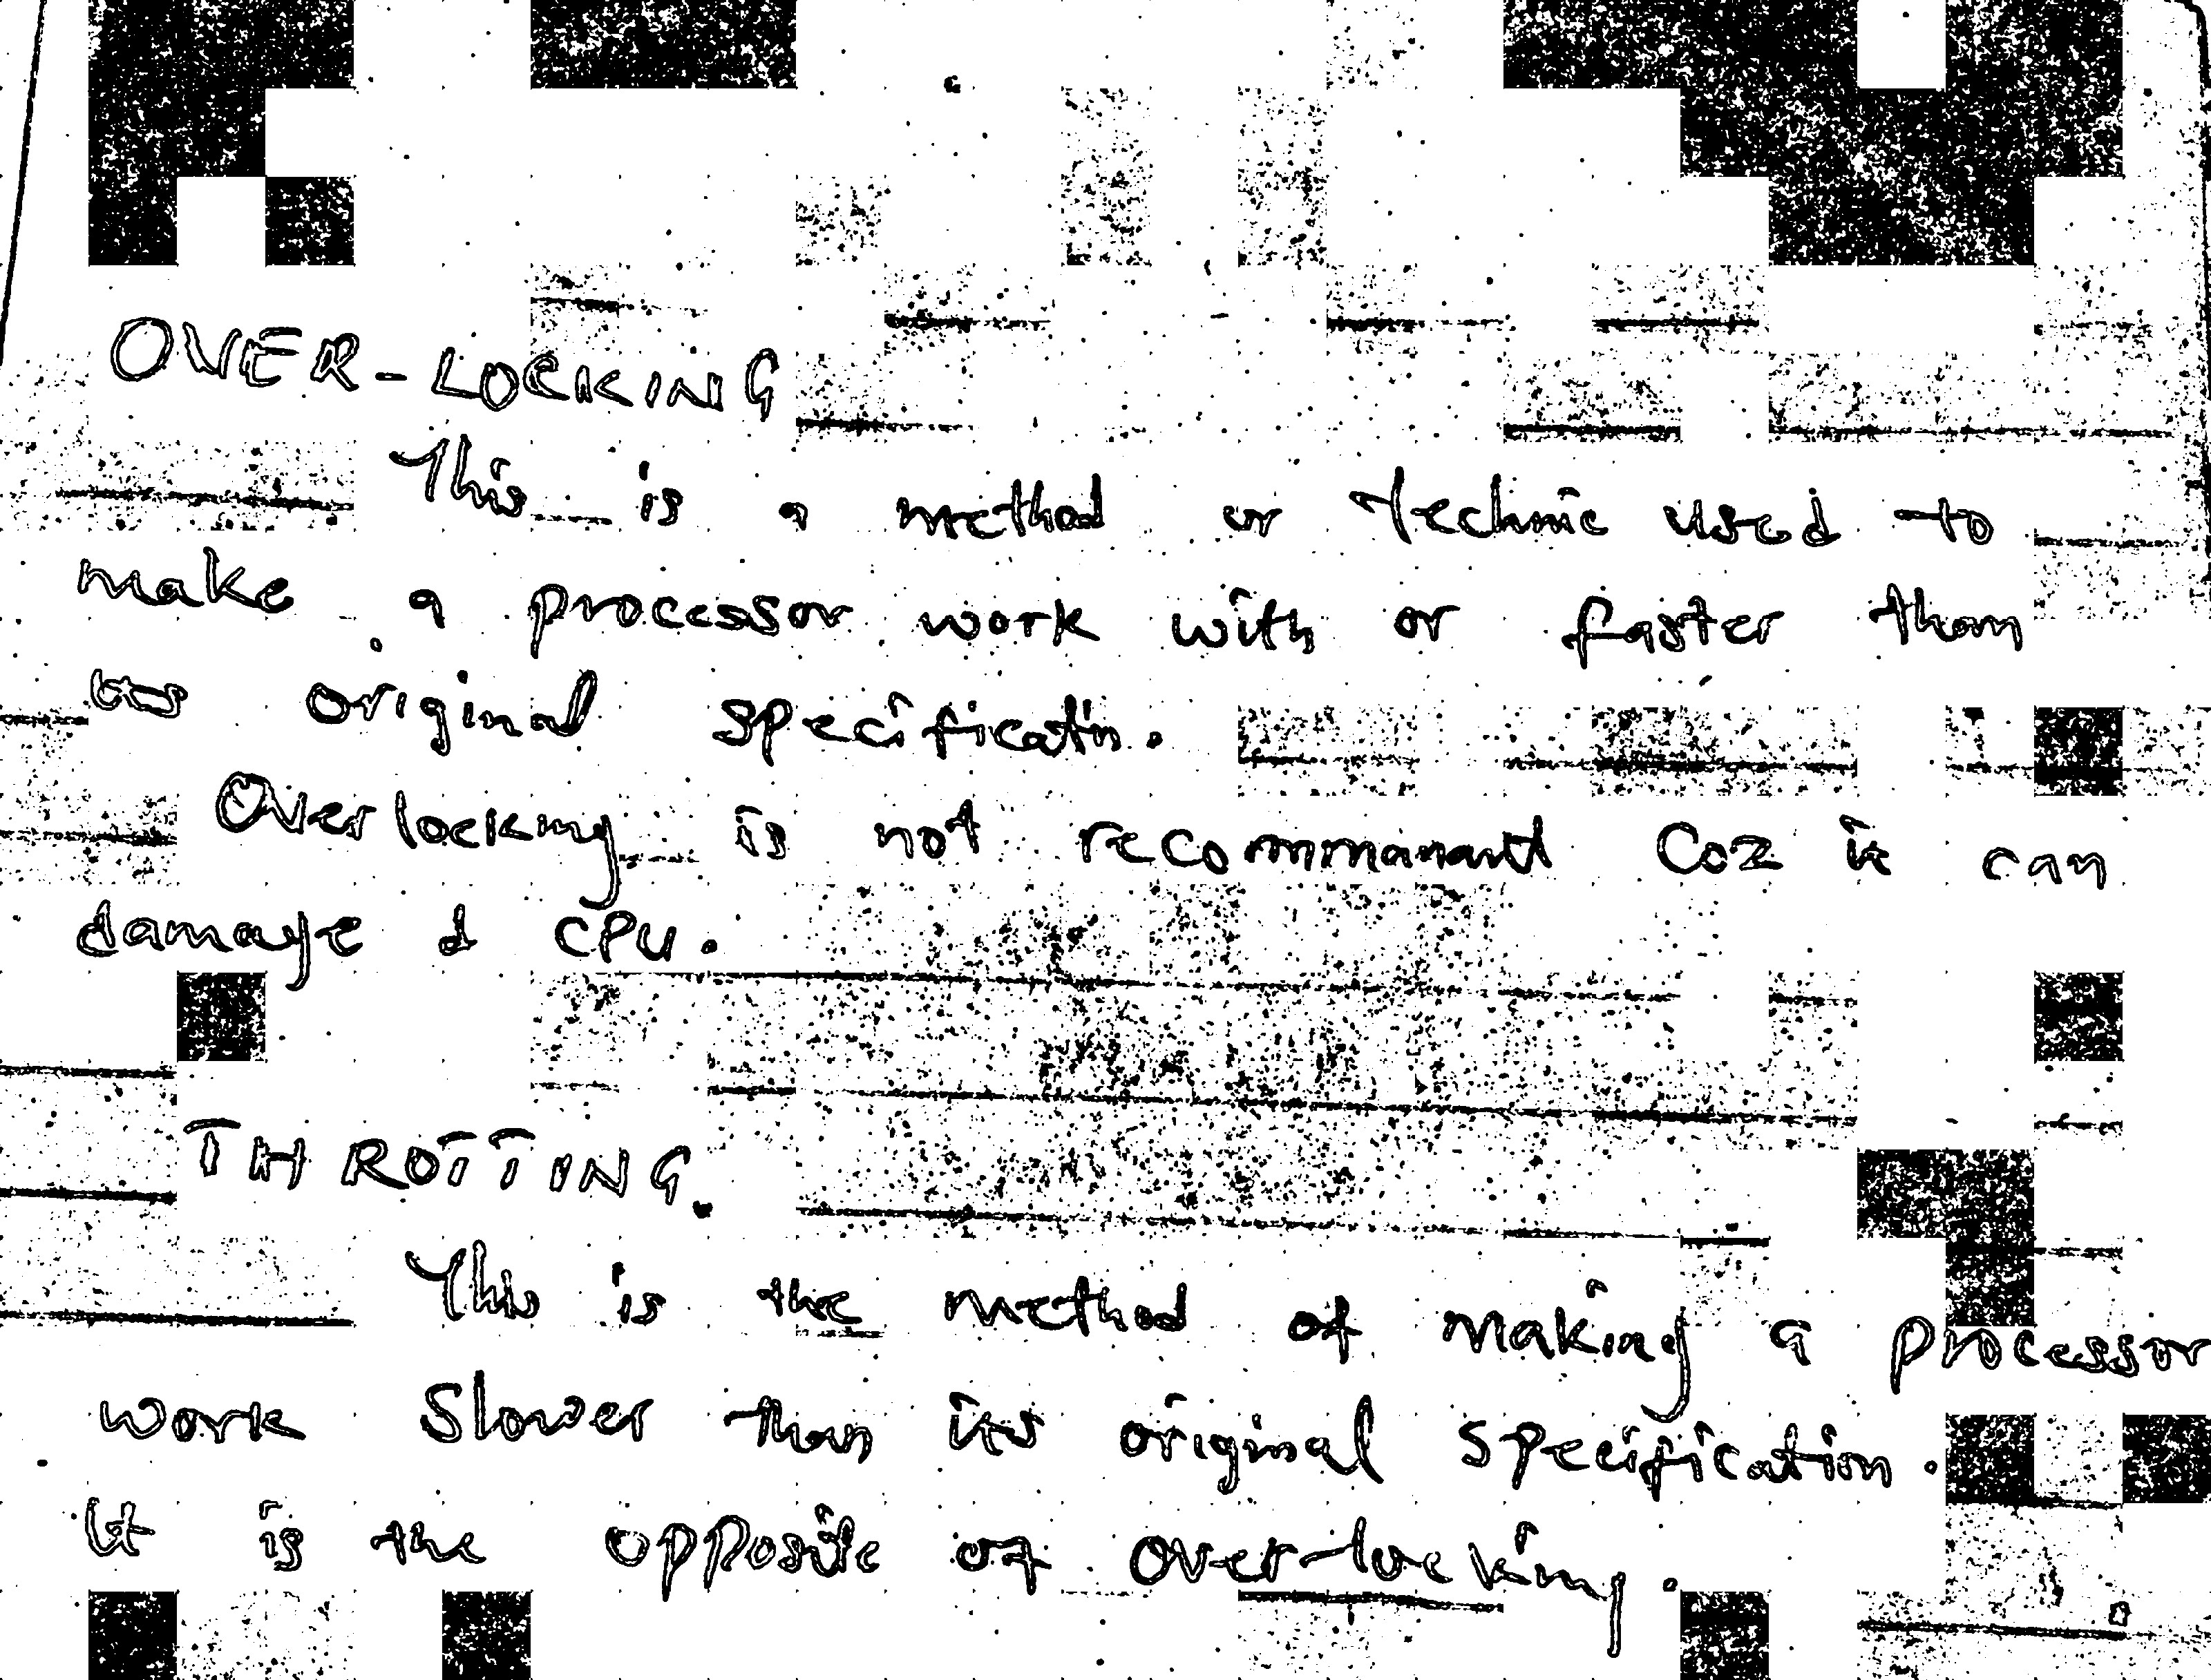 OVER-LOCKING
This is a method or technic used to
make a processor work with or faster than
its original specificatn.
Overlocking is not recommanant Coz it can
damage d CPU.
THROTTING.
This is the method of making a processor
work slower than its original specification.
It is the opposite of over-locking.